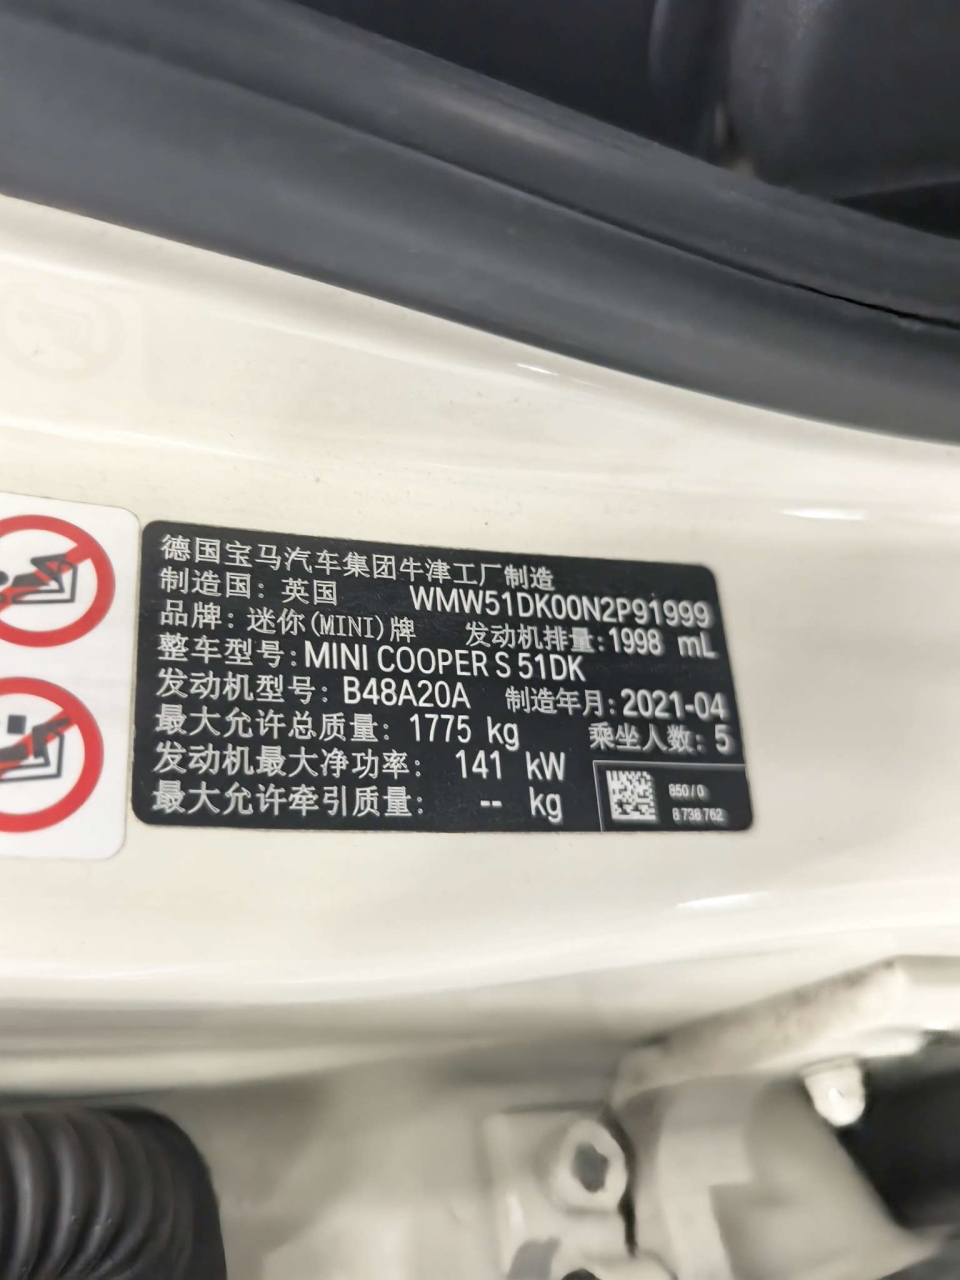 德国宝马汽车集团牛津工厂制造
制造国: 英国 WMW51DK00N2P91999
品牌: 迷你(MINI)牌 发动机排量: 1998 mL
整车型号: MINI COOPER S 51DK
发动机型号: B48A20A 制造年月: 2021-04
最大允许总质量: 1775 kg 乘坐人数: 5
发动机最大净功率: 141 kW
最大允许牵引质量: -- kg
850 / 0
8 738 762